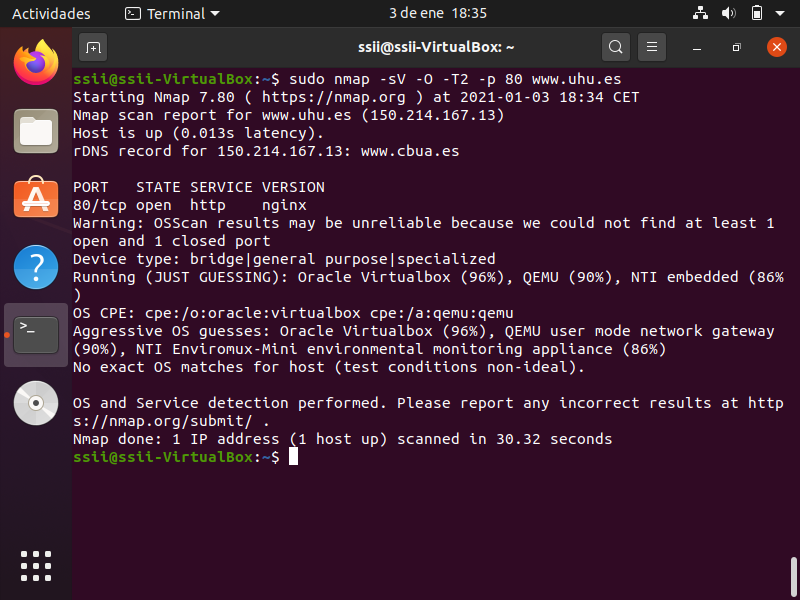 Actividades
Terminal
3 de ene 18:35
ssii@ssii-VirtualBox: ~
ssii@ssii-VirtualBox:~$ sudo nmap -sV -O -T2 -p 80 www.uhu.es
Starting Nmap 7.80 ( https://nmap.org ) at 2021-01-03 18:34 CET
Nmap scan report for www.uhu.es (150.214.167.13)
Host is up (0.013s latency).
rDNS record for 150.214.167.13: www.cbua.es
PORT   STATE SERVICE VERSION
80/tcp open  http    nginx
Warning: OSScan results may be unreliable because we could not find at least 1
open and 1 closed port
Device type: bridge|general purpose|specialized
Running (JUST GUESSING): Oracle Virtualbox (96%), QEMU (90%), NTI embedded (86%
)
OS CPE: cpe:/o:oracle:virtualbox cpe:/a:qemu:qemu
Aggressive OS guesses: Oracle Virtualbox (96%), QEMU user mode network gateway
(90%), NTI Enviromux-Mini environmental monitoring appliance (86%)
No exact OS matches for host (test conditions non-ideal).
OS and Service detection performed. Please report any incorrect results at http
s://nmap.org/submit/ .
Nmap done: 1 IP address (1 host up) scanned in 30.32 seconds
ssii@ssii-VirtualBox:~$